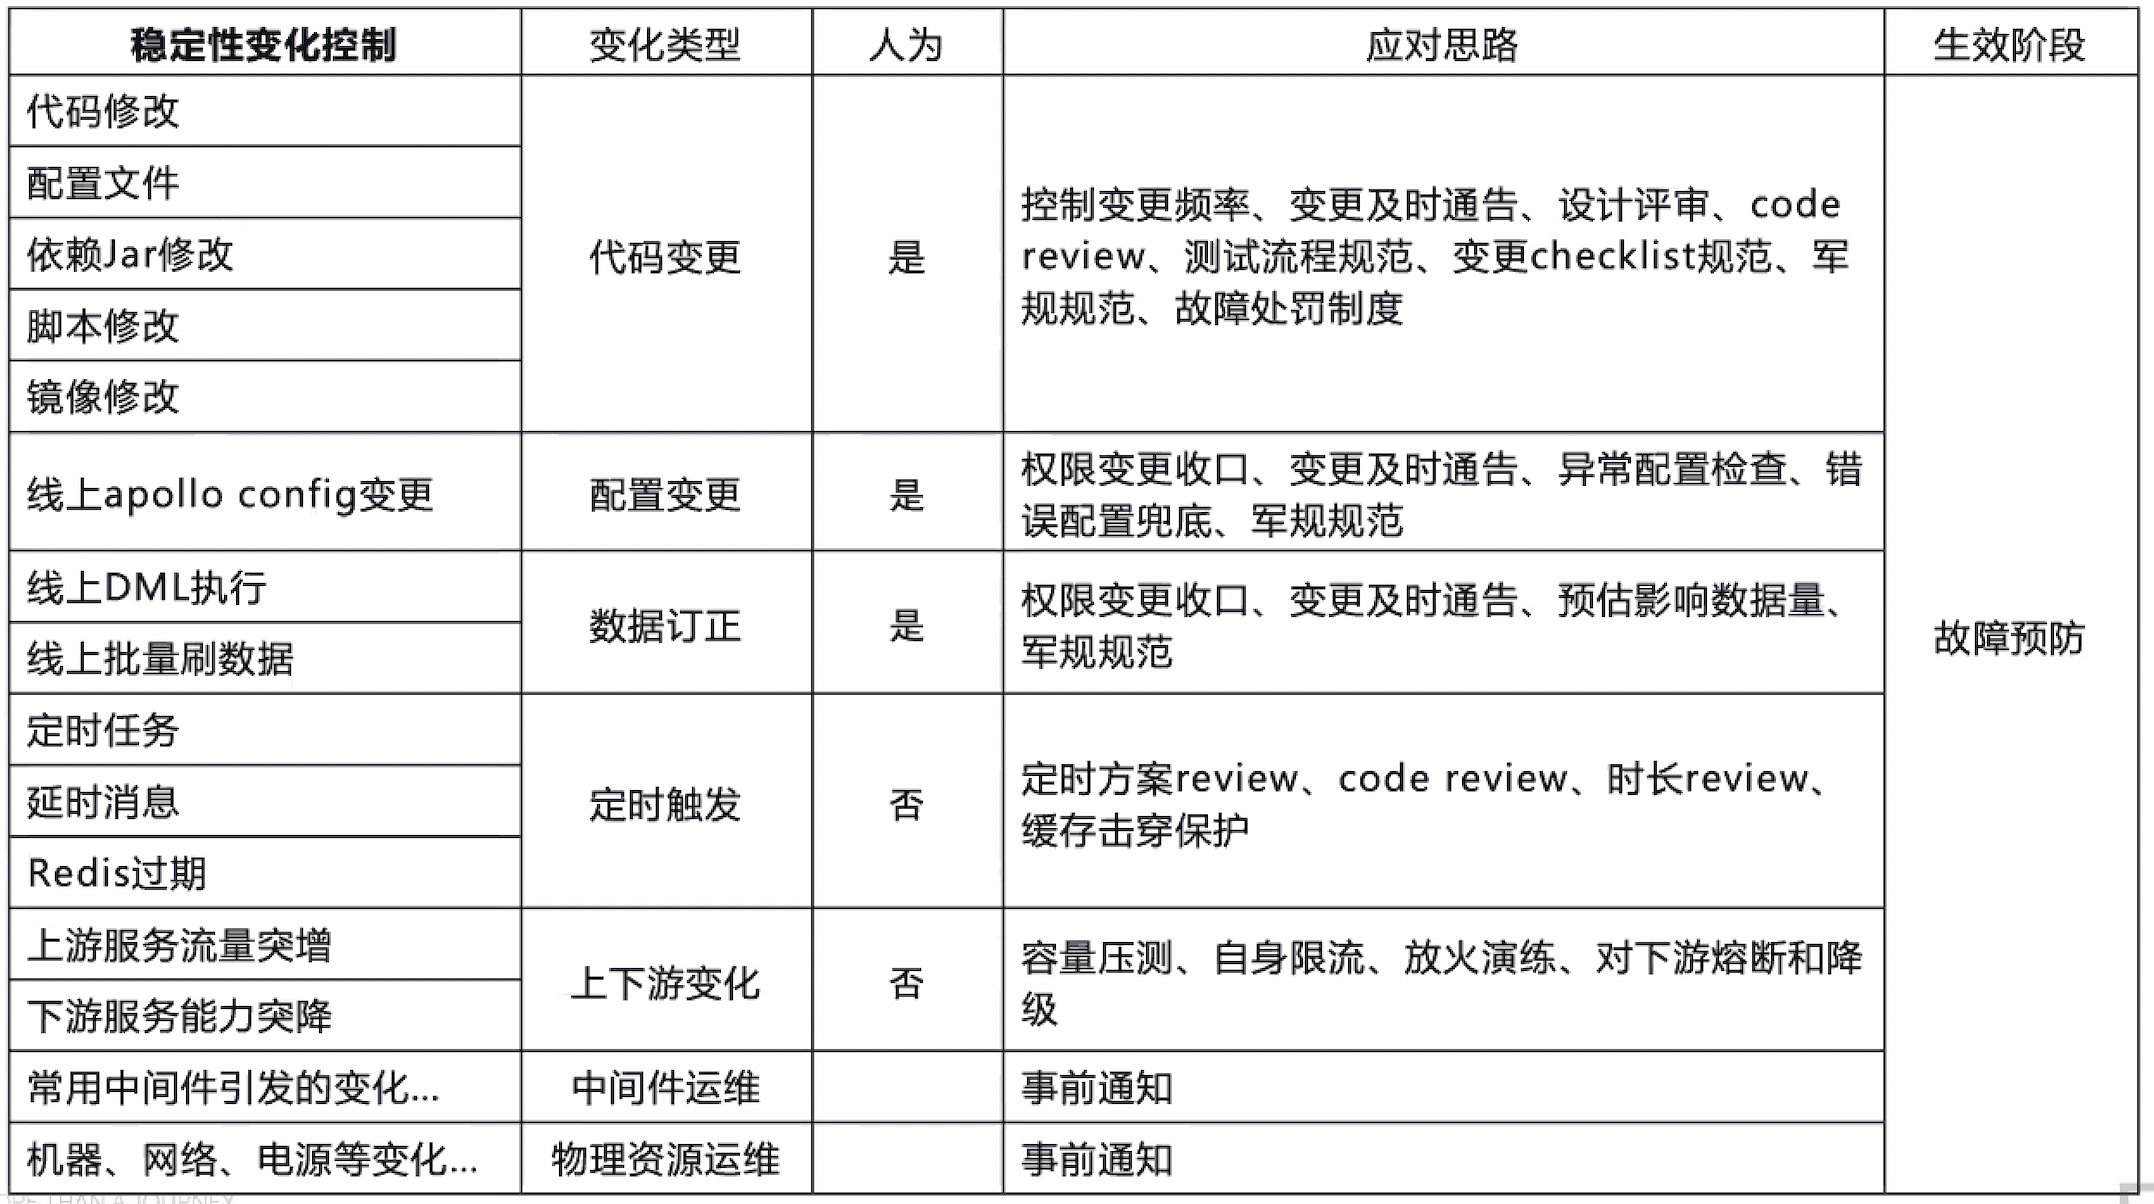 稳定性变化控制 变化类型 人为 应对思路 生效阶段
代码修改
配置文件
依赖Jar修改
脚本修改
镜像修改
代码变更
是
控制变更频率、变更及时通告、设计评审、code
review、测试流程规范、变更checklist规范、军
规规范、故障处罚制度
线上apollo config变更
配置变更
是
权限变更收口、变更及时通告、异常配置检查、错
误配置兜底、军规规范
线上DML执行
线上批量刷数据
数据订正
是
权限变更收口、变更及时通告、预估影响数据量、
军规规范
定时任务
延时消息
Redis过期
定时触发
否
定时方案review、code review、时长review、
缓存击穿保护
上游服务流量突增
下游服务能力突降
上下游变化
否
容量压测、自身限流、放火演练、对下游熔断和降
级
常用中间件引发的变化... 中间件运维 事前通知
机器、网络、电源等变化... 物理资源运维 事前通知
故障预防
THAN A JOURNEY